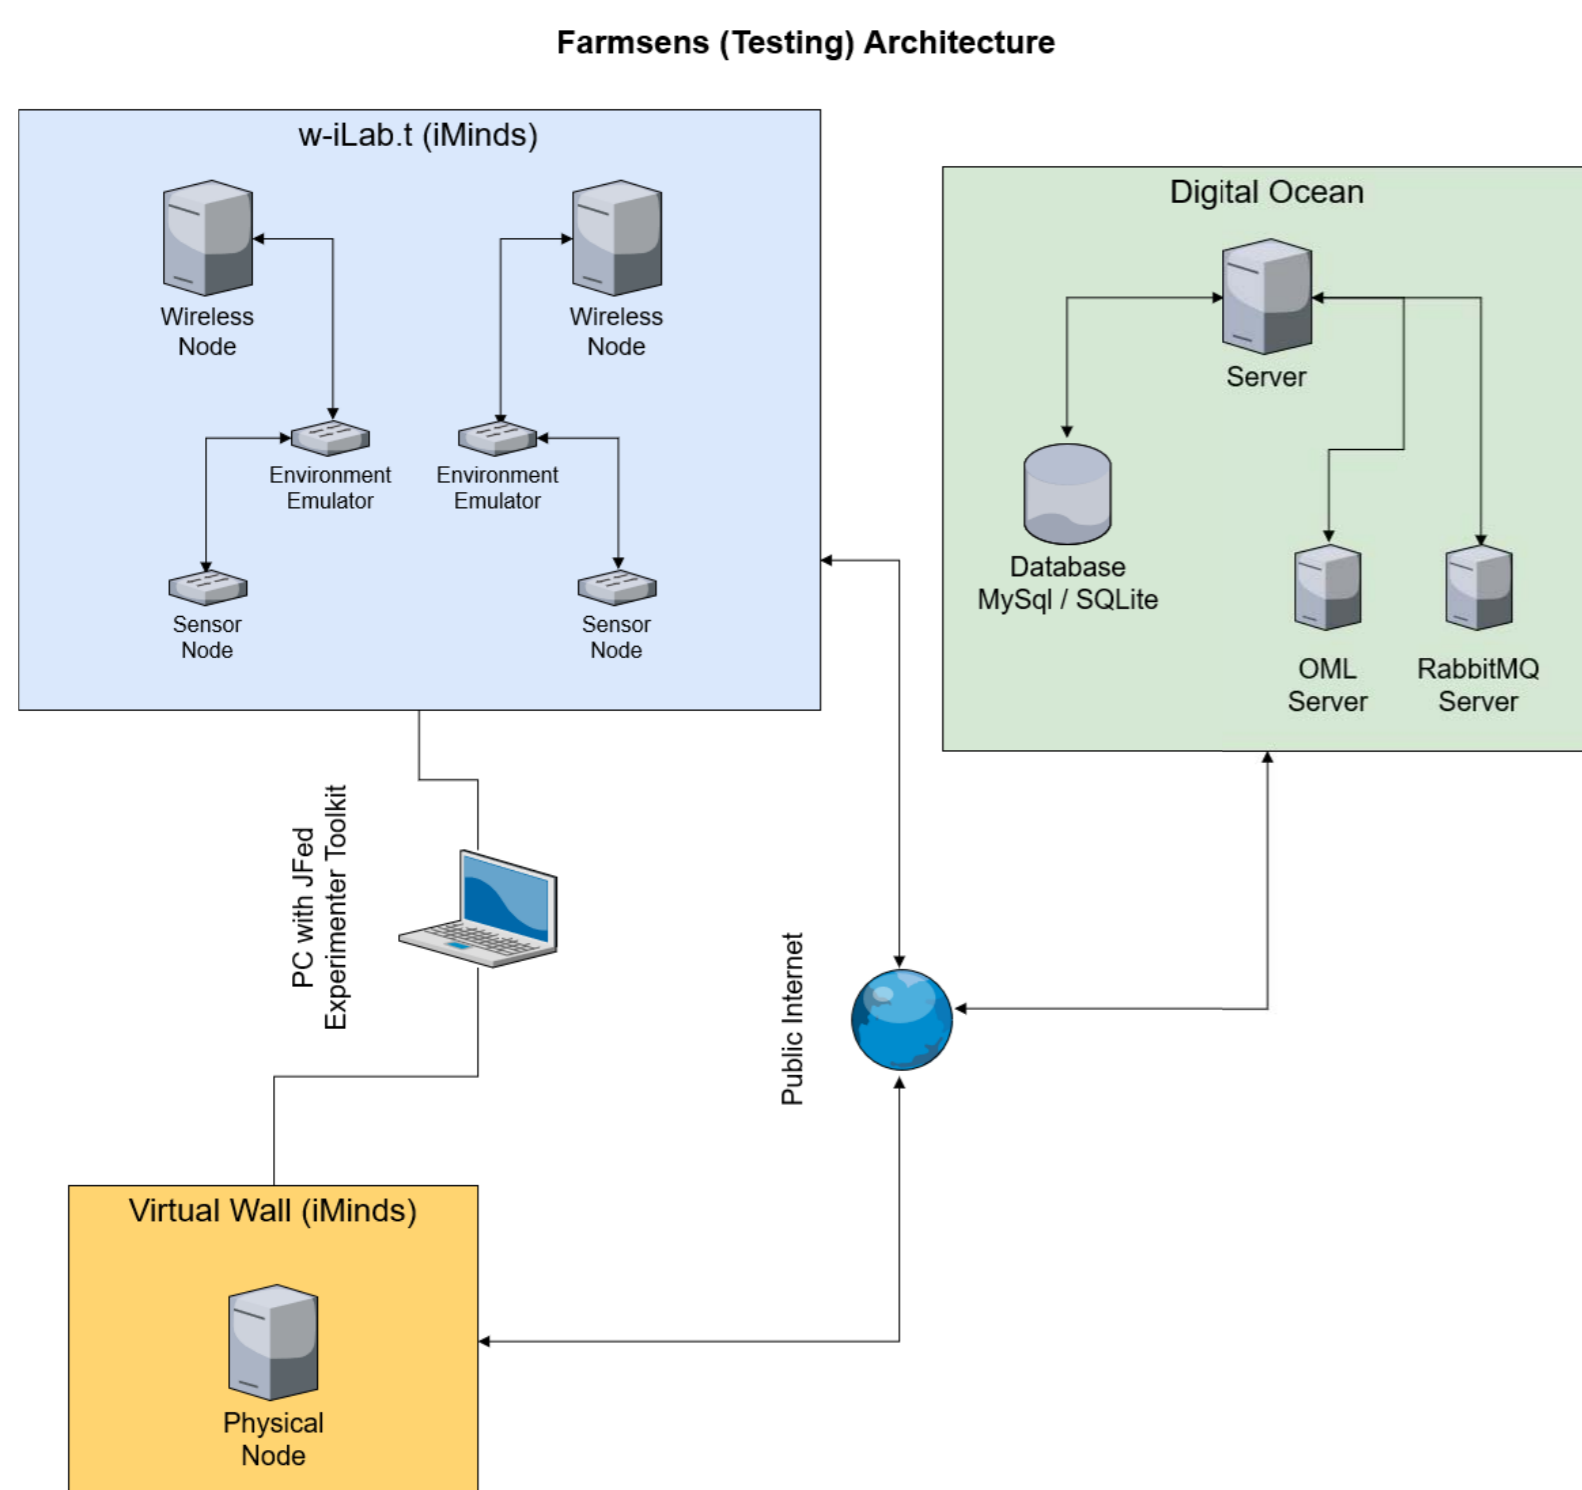 Farmsens (Testing) Architecture
w-iLab.t (iMinds)
Wireless
Node
Wireless
Node
Environment
Emulator
Environment
Emulator
Sensor
Node
Sensor
Node
Digital Ocean
Server
Database
MySql / SQLite
OML
Server
RabbitMQ
Server
PC with JFed
Experimenter Toolkit
Public Internet
Virtual Wall (iMinds)
Physical
Node